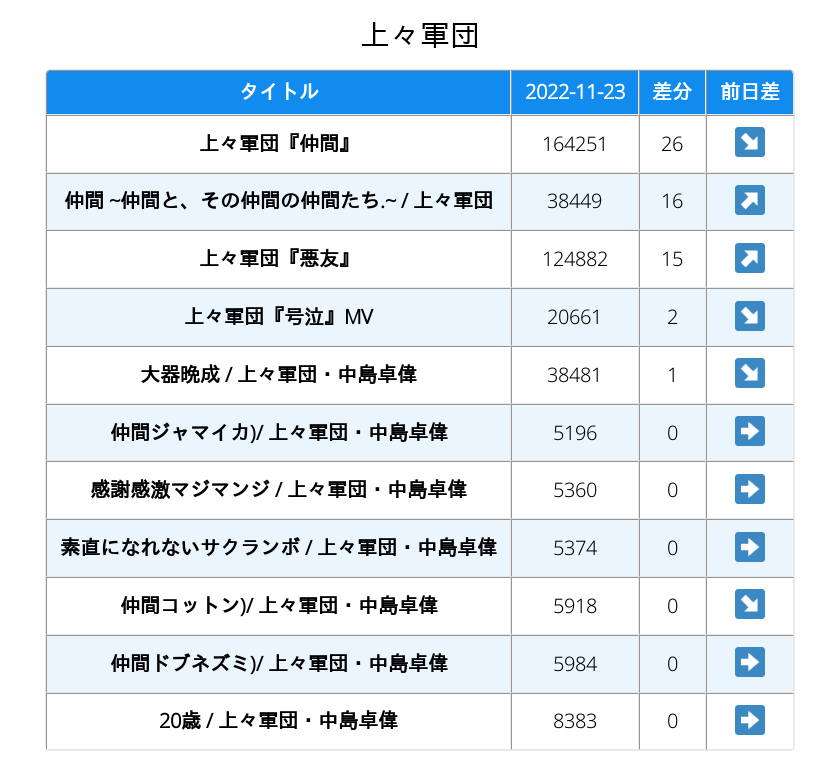 上々軍団
タイトル 2022-11-23 差分 前日差
上々軍団『仲間』 164251 26 ↘
仲間 ~仲間と、その仲間の仲間たち.~ / 上々軍団 38449 16 ↗
上々軍団『悪友』 124882 15 ↗
上々軍団『号泣』MV 20661 2 ↘
大器晩成 / 上々軍団・中島卓偉 38481 1 ↘
仲間ジャマイカ)/ 上々軍団・中島卓偉 5196 0 ➡
感謝感激マジマンジ / 上々軍団・中島卓偉 5360 0 ➡
素直になれないサクランボ / 上々軍団・中島卓偉 5374 0 ➡
仲間コットン)/ 上々軍団・中島卓偉 5918 0 ↘
仲間ドブネズミ)/ 上々軍団・中島卓偉 5984 0 ➡
20歳 / 上々軍団・中島卓偉 8383 0 ➡